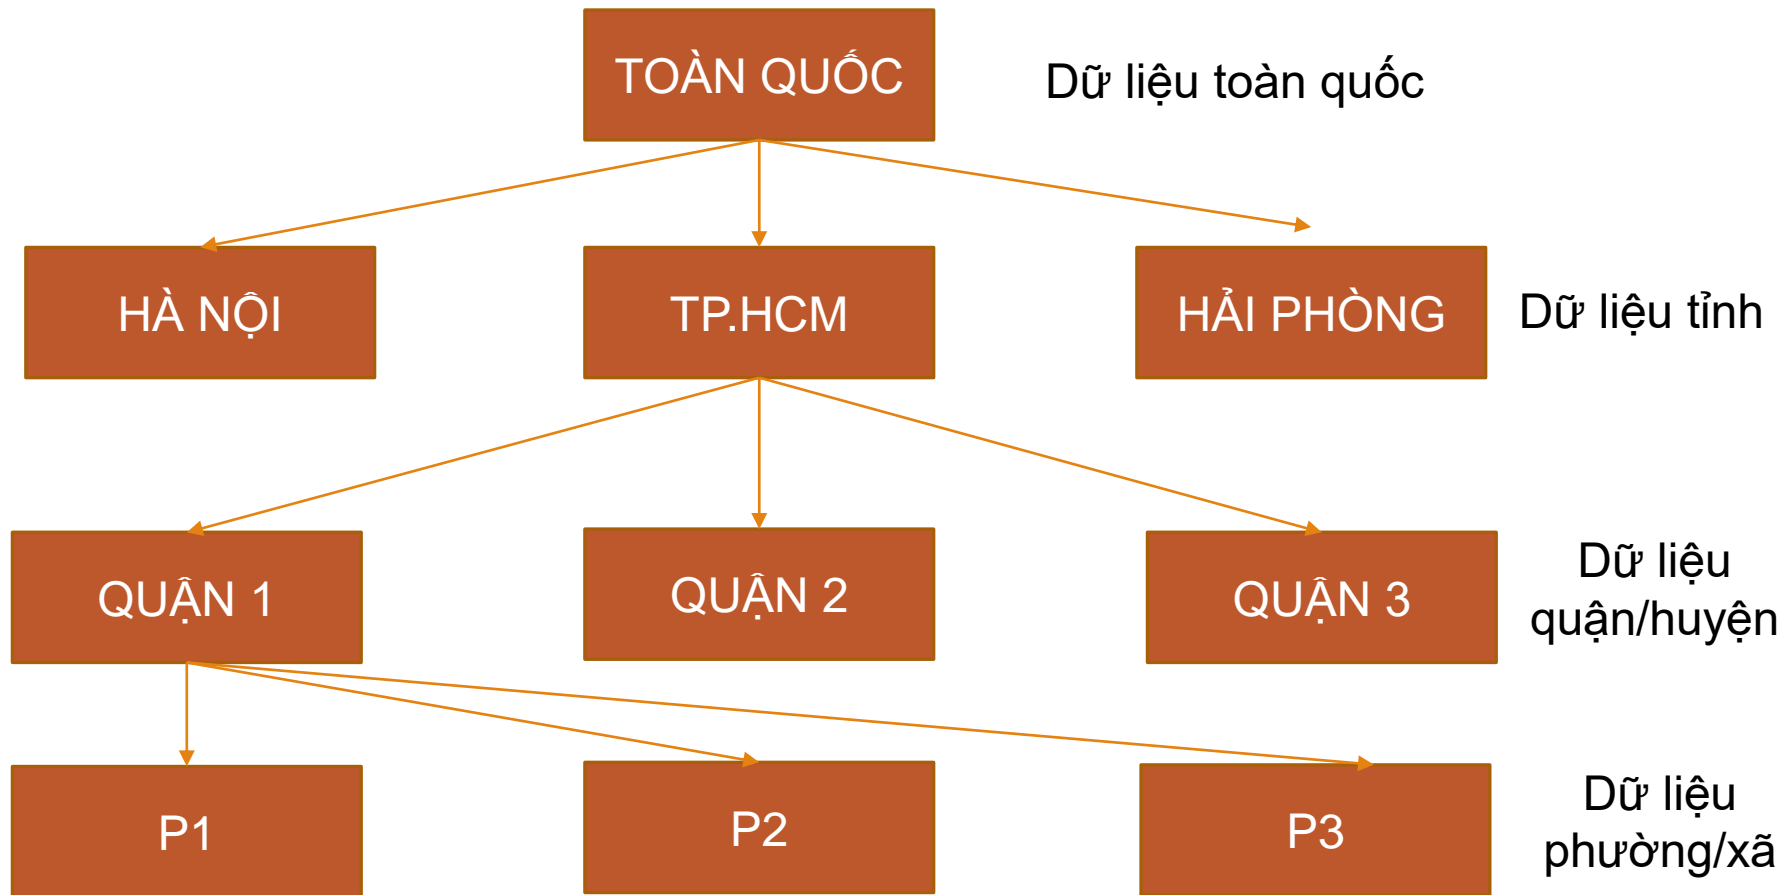 TOÀN QUỐC
Dữ liệu toàn quốc
HÀ NỘI
TP.HCM
HẢI PHÒNG
Dữ liệu tỉnh
QUẬN 1
QUẬN 2
QUẬN 3
Dữ liệu
quận/huyện
P1
P2
P3
Dữ liệu
phường/xã